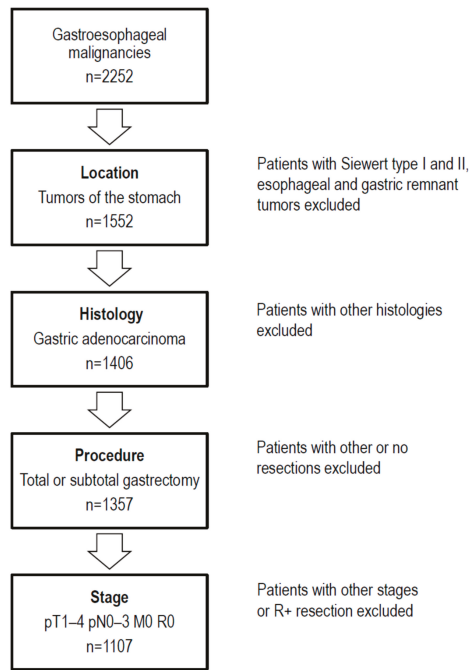 Gastroesophageal
malignancies
n=2252
Location
Tumors of the stomach
n=1552
Patients with Siewert type I and II,
esophageal and gastric remnant
tumors excluded
Histology
Gastric adenocarcinoma
n=1406
Patients with other histologies
excluded
Procedure
Total or subtotal gastrectomy
n=1357
Patients with other or no
resections excluded
Stage
pT1–4 pN0–3 M0 R0
n=1107
Patients with other stages
or R+ resection excluded